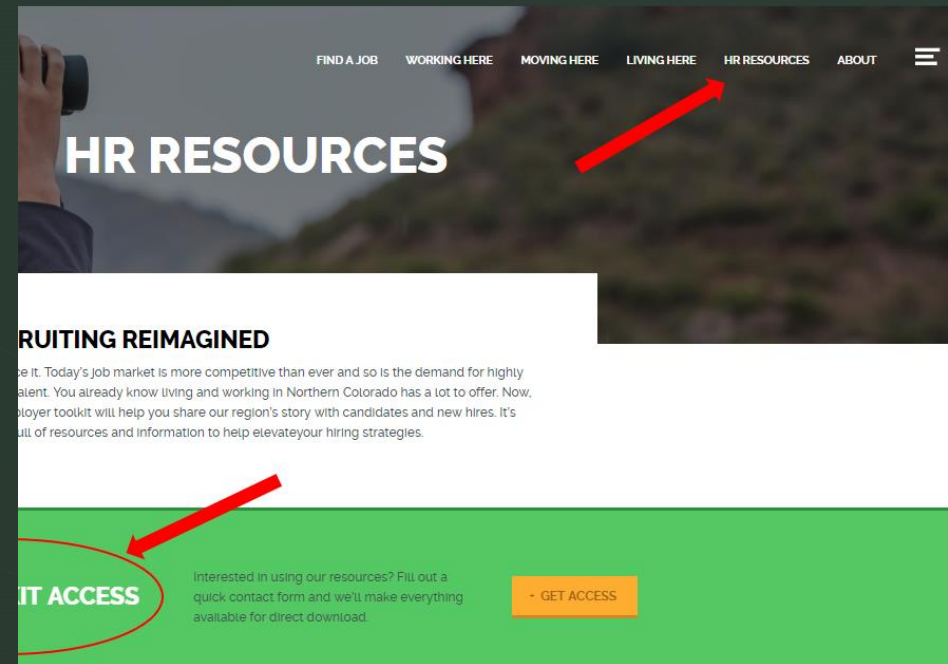 FIND A JOB WORKING HERE MOVING HERE LIVING HERE HR RESOURCES ABOUT
HR RESOURCES
RUITING REIMAGINED
ce it. Today's job market is more competitive than ever and so is the demand for highly
alent. You already know living and working in Northern Colorado has a lot to offer. Now,
ployer toolkit will help you share our region's story with candidates and new hires. It's
ull of resources and information to help elevateyour hiring strategies.
IT ACCESS
Interested in using our resources? Fill out a
quick contact form and we'll make everything
available for direct download.
+ GET ACCESS